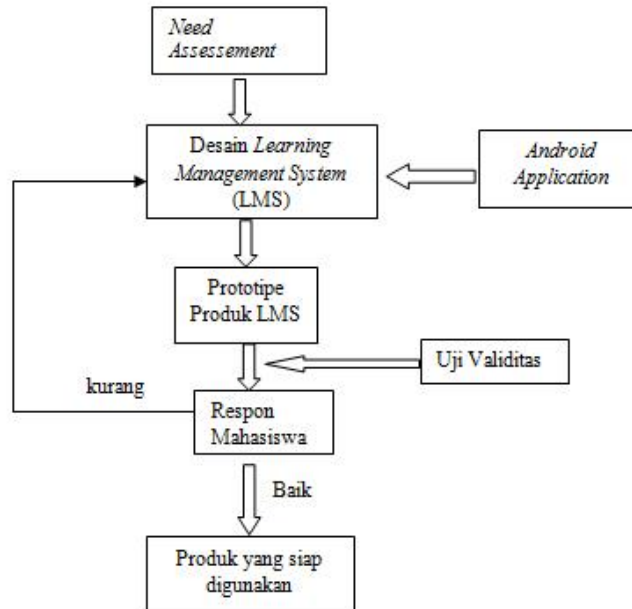 Need
Assessement
Desain Learning
Management System
(LMS)
Android
Application
Prototipe
Produk LMS
Uji Validitas
kurang
Respon
Mahasiswa
Baik
Produk yang siap
digunakan